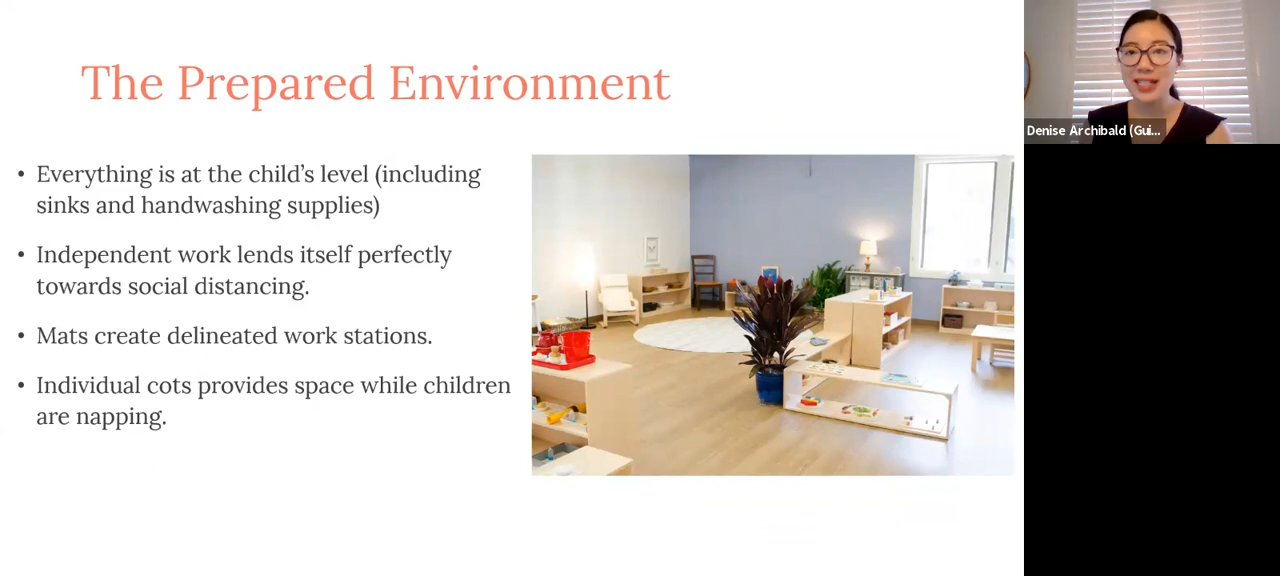 The Prepared Environment
• Everything is at the child's level (including
sinks and handwashing supplies)
• Independent work lends itself perfectly
towards social distancing.
• Mats create delineated work stations.
• Individual cots provides space while children
are napping.
Denise Archibald (Gui...